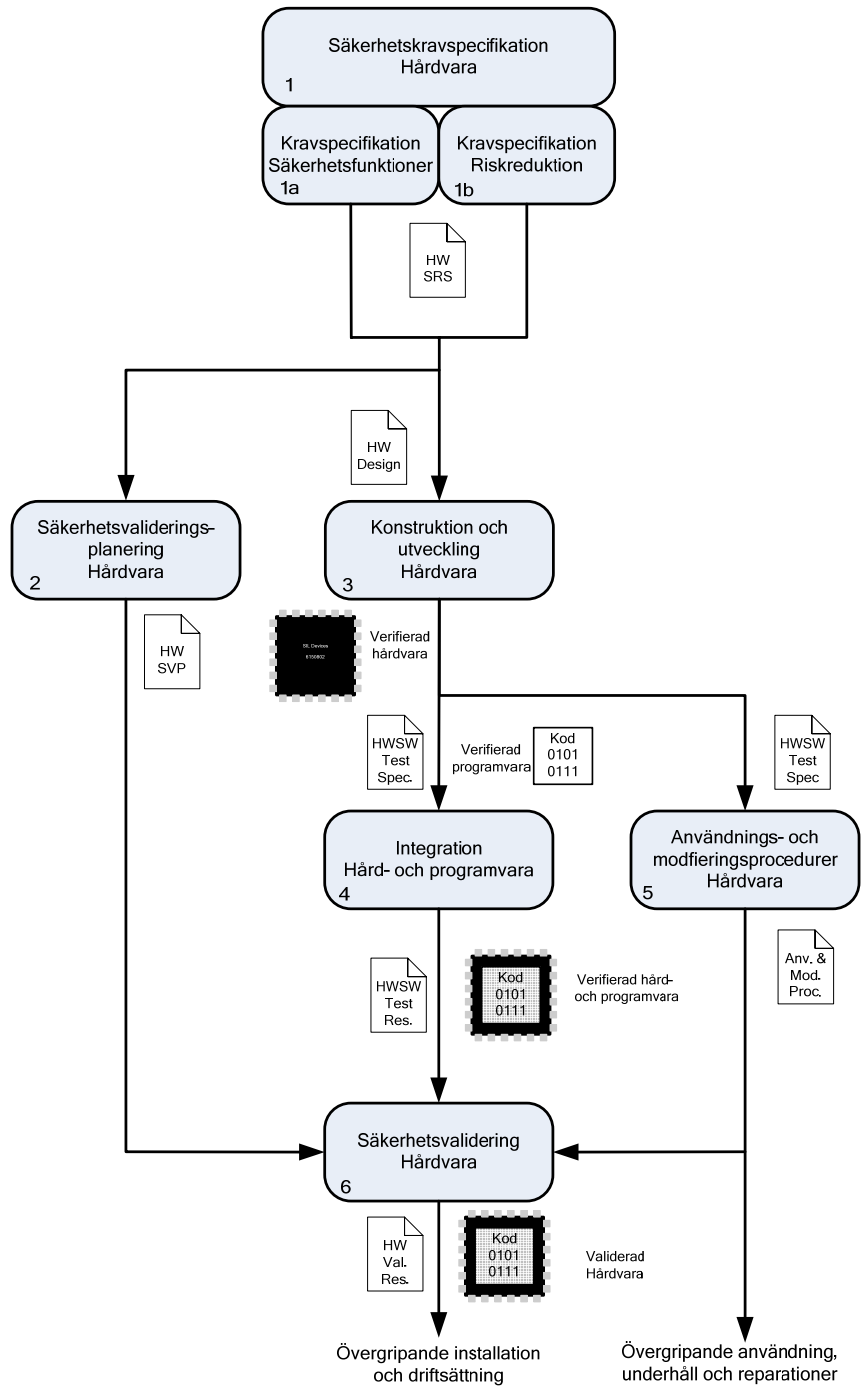 Säkerhetskravspecifikation
Hårdvara
1
Kravspecifikation
Säkerhetsfunktioner
1a
Kravspecifikation
Riskreduktion
1b
HW
SRS
HW
Design
Säkerhetsvaliderings-
planering
Hårdvara
2
Konstruktion och
utveckling
Hårdvara
3
HW
SVP
SIL Devices
6150802
Verifierad
hårdvara
HWSW
Test
Spec.
Verifierad
programvara
Kod
0101
0111
HWSW
Test
Spec
Integration
Hård- och programvara
4
Användnings- och
modfieringsprocedurer
Hårdvara
5
HWSW
Test
Res.
Kod
0101
0111
Verifierad hård-
och programvara
Anv. &
Mod.
Proc.
Säkerhetsvalidering
Hårdvara
6
HW
Val.
Res.
Kod
0101
0111
Validerad
Hårdvara
Övergripande installation
och driftsättning
Övergripande användning,
underhåll och reparationer